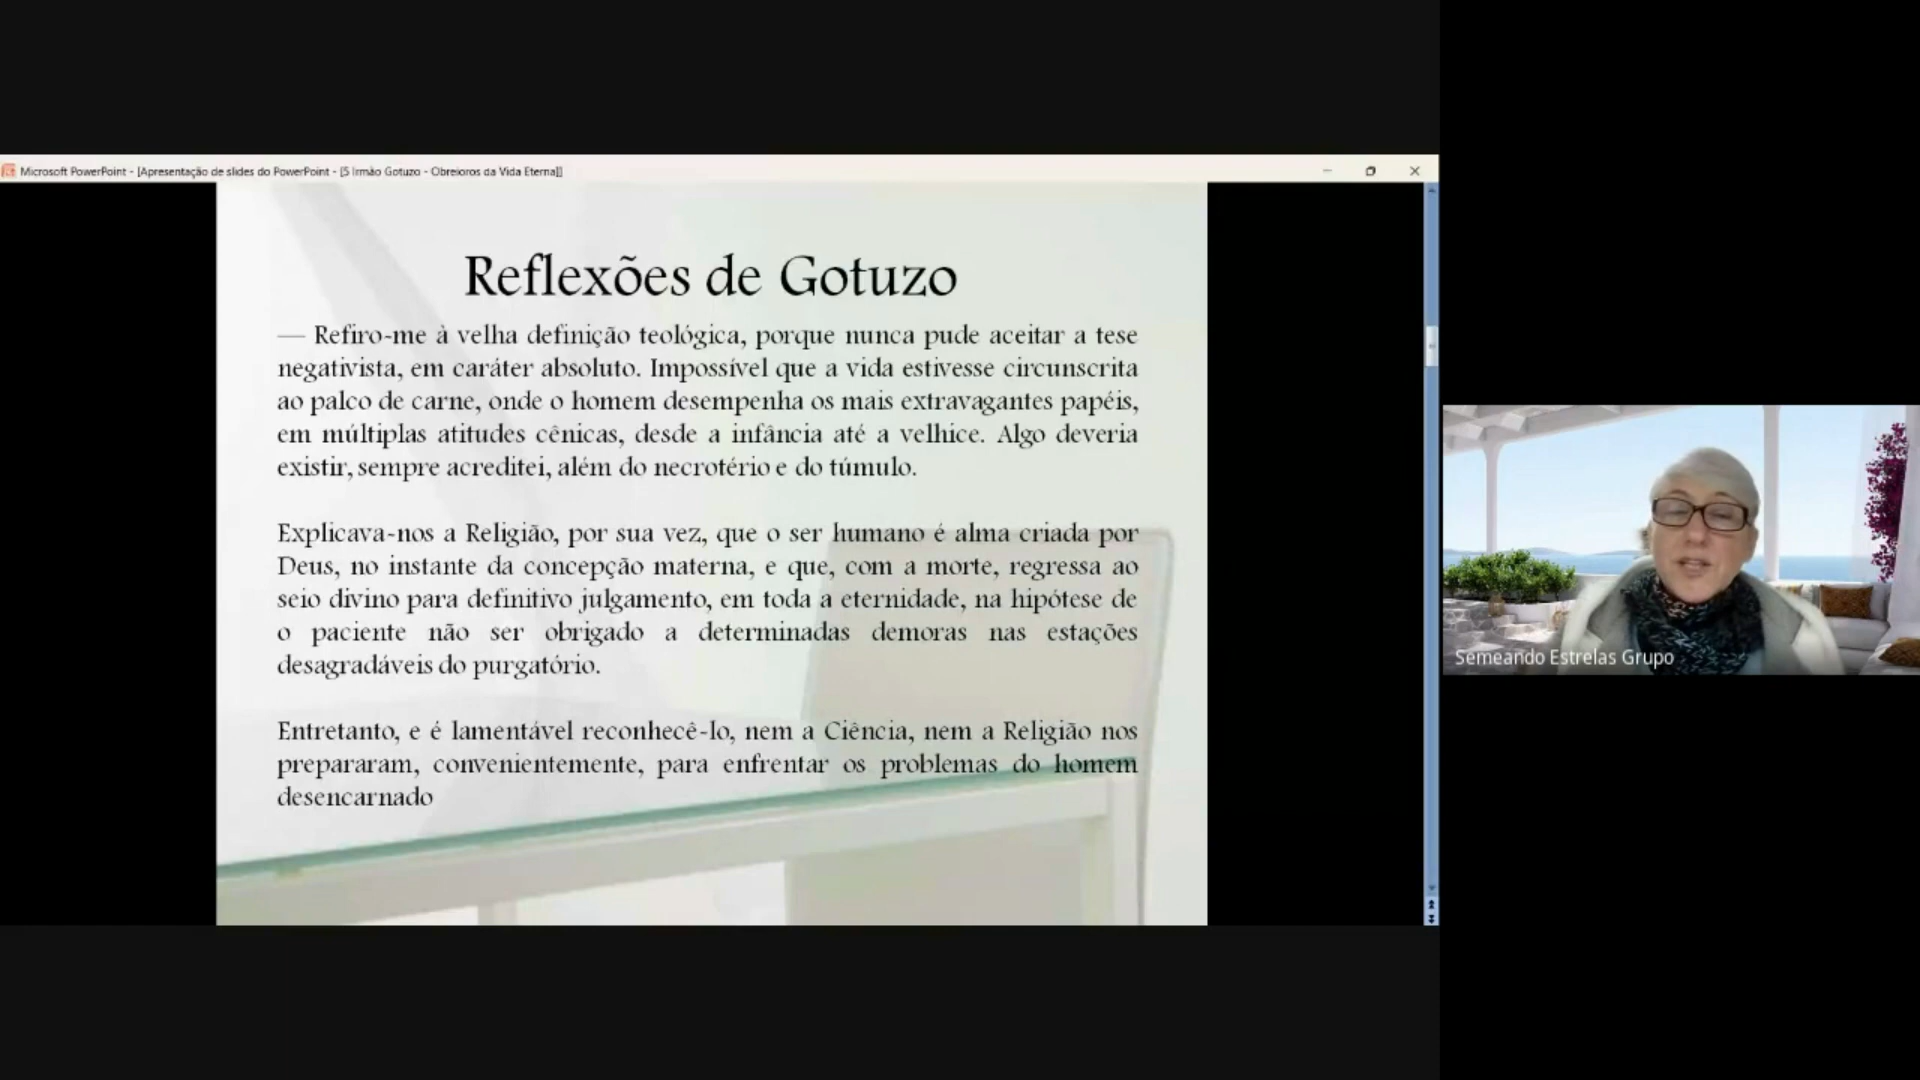 Microsoft PowerPoint - [Apresentação de slides do PowerPoint - [5 Irmão Gotuzo - Obreioros da Vida Eterna]]
Reflexões de Gotuzo
— Refiro-me à velha definição teológica, porque nunca pude aceitar a tese
negativista, em caráter absoluto. Impossível que a vida estivesse circunscrita
ao palco de carne, onde o homem desempenha os mais extravagantes papéis,
em múltiplas atitudes cênicas, desde a infância até a velhice. Algo deveria
existir, sempre acreditei, além do necrotério e do túmulo.
Explicava-nos a Religião, por sua vez, que o ser humano é alma criada por
Deus, no instante da concepção materna, e que, com a morte, regressa ao
seio divino para definitivo julgamento, em toda a eternidade, na hipótese de
o paciente não ser obrigado a determinadas demoras nas estações
desagradáveis do purgatório.
Entretanto, e é lamentável reconhecê-lo, nem a Ciência, nem a Religião nos
prepararam, convenientemente, para enfrentar os problemas do homem
desencarnado
Semeando Estrelas Grupo